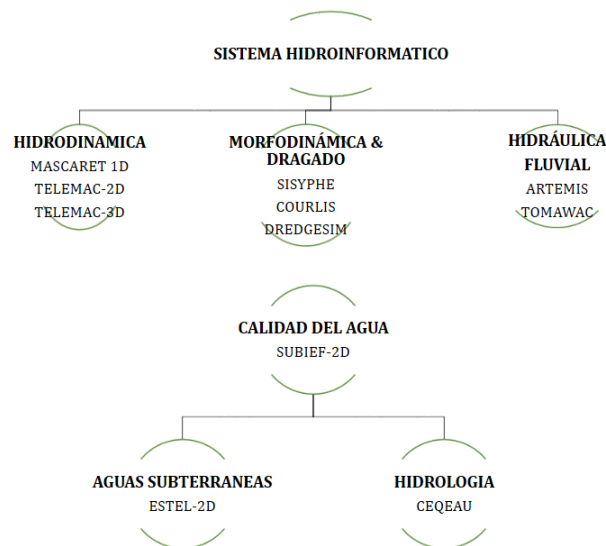 SISTEMA HIDROINFORMATICO
HIDRODINAMICA
MASCARET 1D
TELEMAC-2D
TELEMAC-3D
MORFODINÁMICA &
DRAGADO
SISYPHE
COURLIS
DREDGESIM
HIDRÁULICA
FLUVIAL
ARTEMIS
TOMAWAC
CALIDAD DEL AGUA
SUBIEF-2D
AGUAS SUBTERRANEAS
ESTEL-2D
HIDROLOGIA
CEQEAU